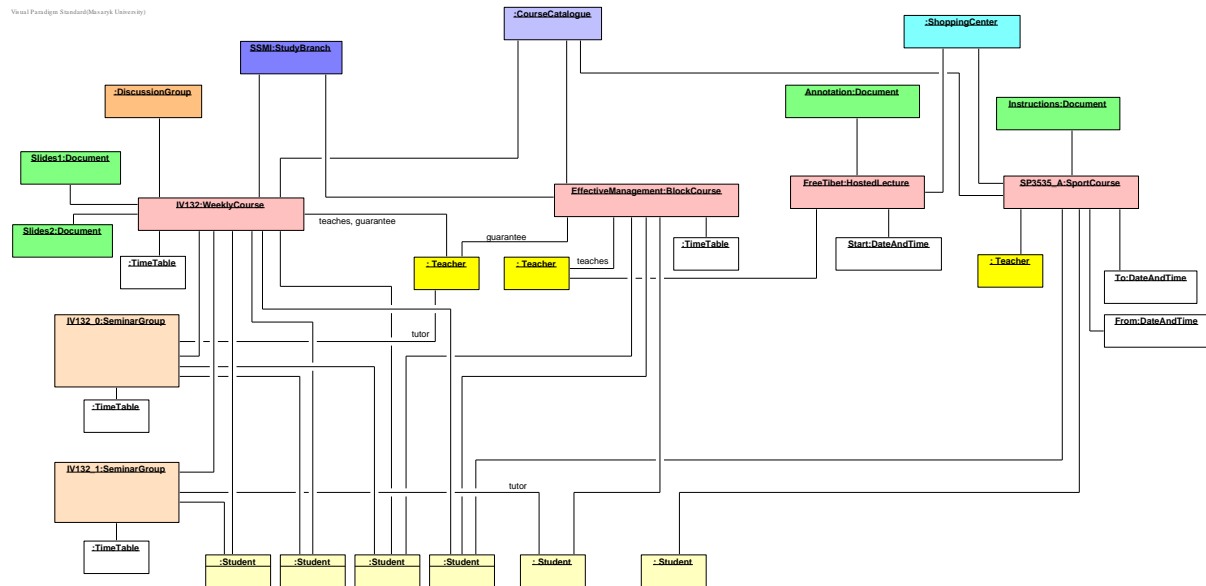 Visual Paradigm Standard(Masaryk University)
:CourseCatalogue
:ShoppingCenter
SSMI:StudyBranch
:DiscussionGroup
Annotation:Document
Instructions:Document
Slides1:Document
EffectiveManagement:BlockCourse
FreeTibet:HostedLecture
SP3535_A:SportCourse
IV132:WeeklyCourse
teaches, guarantee
Slides2:Document
guarantee
:TimeTable
Start:DateAndTime
:TimeTable
: Teacher
: Teacher
teaches
: Teacher
To:DateAndTime
IV132_0:SeminarGroup
From:DateAndTime
tutor
:TimeTable
IV132_1:SeminarGroup
tutor
:TimeTable
:Student
:Student
:Student
:Student
: Student
: Student